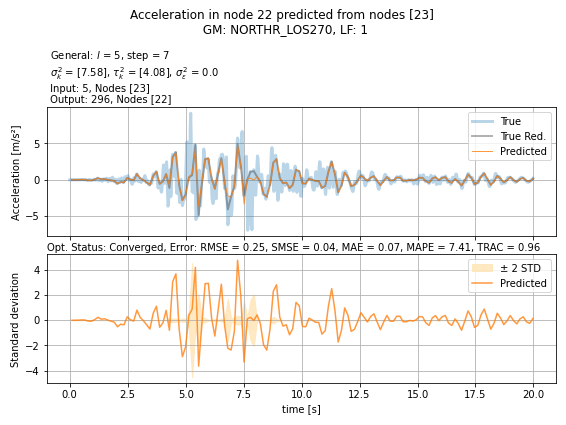 Acceleration in node 22 predicted from nodes [23]
GM: NORTHR_LOS270, LF: 1
General: l = 5, step = 7
σ²ₖ = [7.58], τ²ₖ = [4.08], σ²ε = 0.0
Input: 5, Nodes [23]
Output: 296, Nodes [22]
Acceleration [m/s²]
5
0
−5
True
True Red.
Predicted
Opt. Status: Converged, Error: RMSE = 0.25, SMSE = 0.04, MAE = 0.07, MAPE = 7.41, TRAC = 0.96
Standard deviation
4
2
0
−2
−4
± 2 STD
Predicted
0.0 2.5 5.0 7.5 10.0 12.5 15.0 17.5 20.0
time [s]